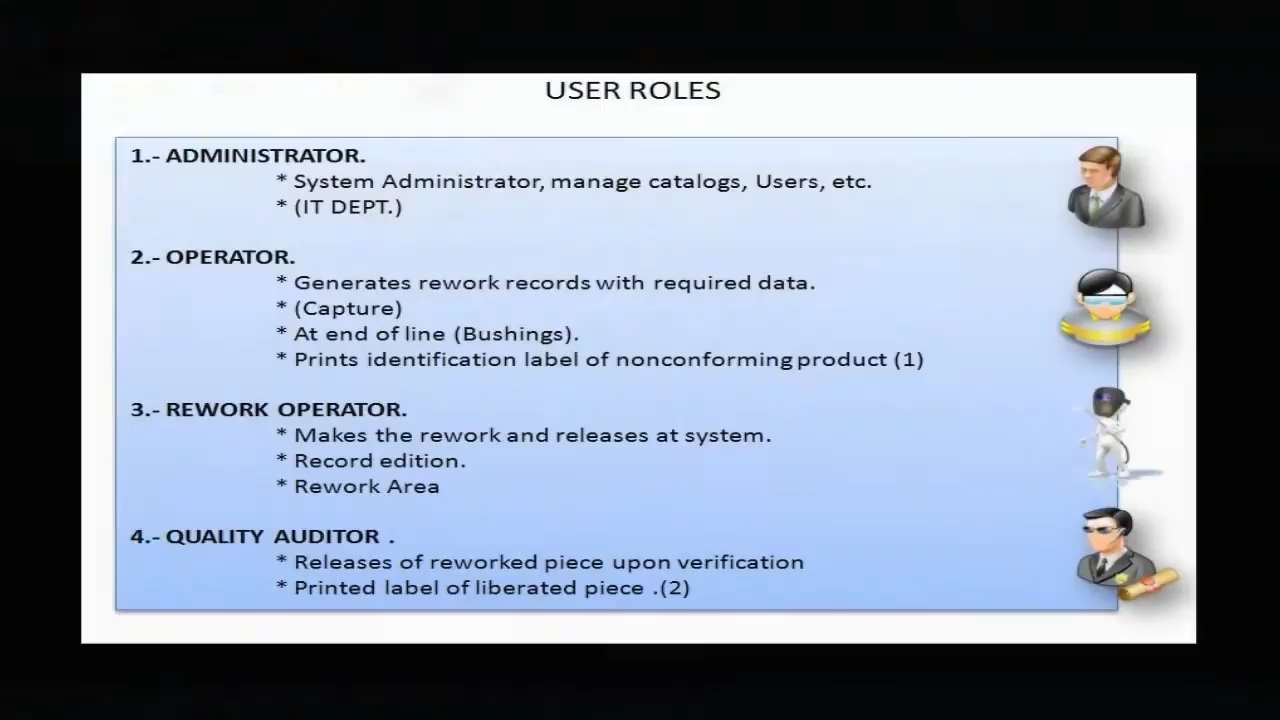 USER ROLES
1.- ADMINISTRATOR.
* System Administrator, manage catalogs, Users, etc.
* (IT DEPT.)
2.- OPERATOR.
* Generates rework records with required data.
* (Capture)
* At end of line (Bushings).
* Prints identification label of nonconforming product (1)
3.- REWORK OPERATOR.
* Makes the rework and releases at system.
* Record edition.
* Rework Area
4.- QUALITY AUDITOR .
* Releases of reworked piece upon verification
* Printed label of liberated piece .(2)